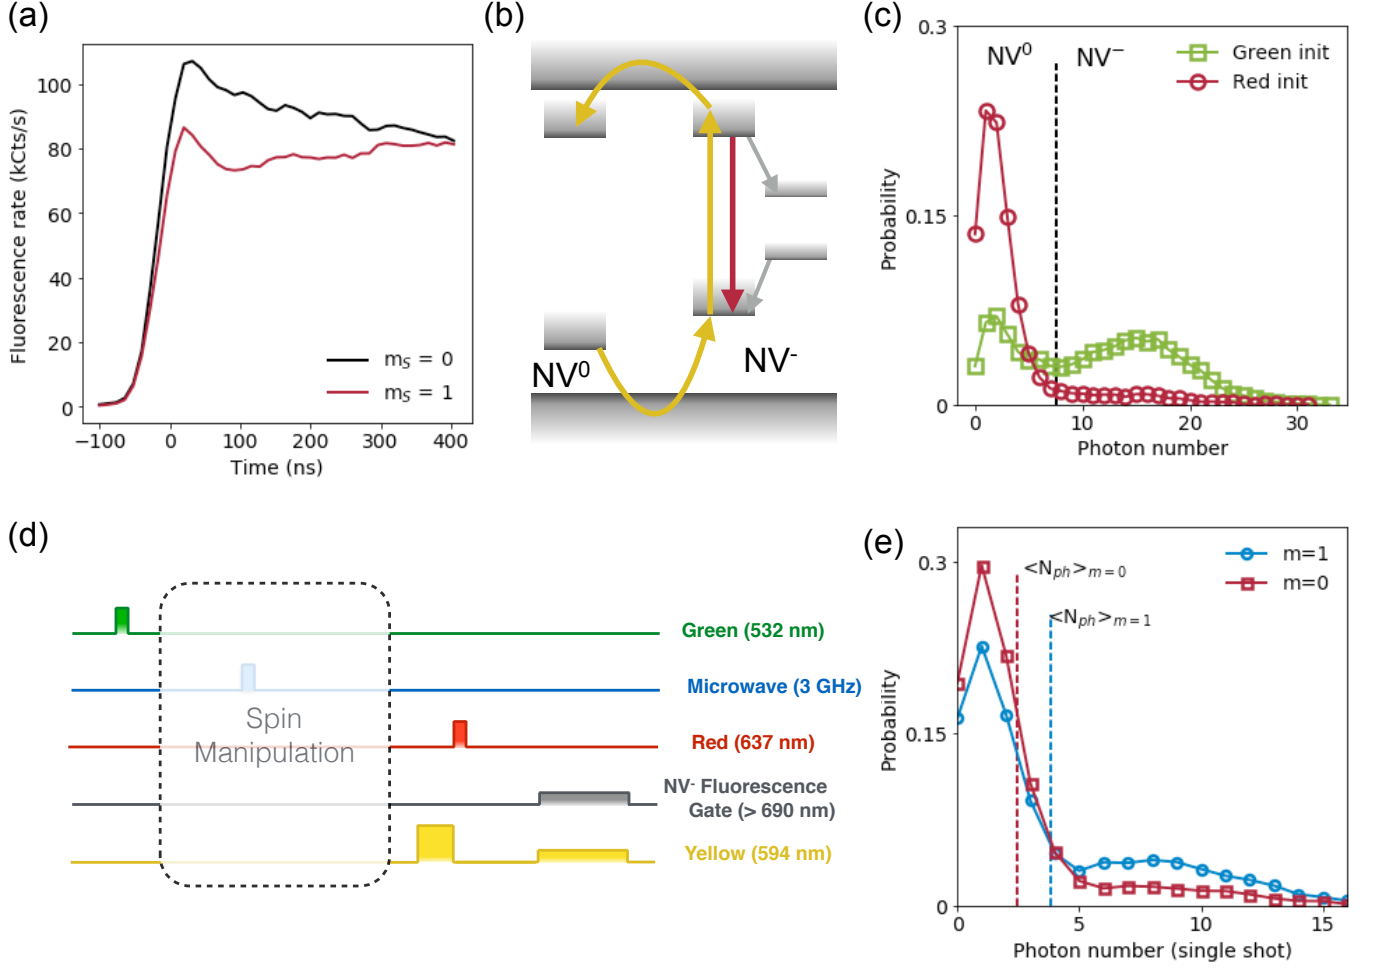 (a)
Fluorescence rate (kCts/s)
100
80
60
40
20
0
m_S = 0
m_S = 1
−100
0
100
200
300
400
Time (ns)
(b)
NV⁰
NV⁻
(c)
Probability
0.3
0.15
0
NV⁰
NV⁻
Green init
Red init
0
10
20
30
Photon number
(d)
Spin
Manipulation
Green (532 nm)
Microwave (3 GHz)
Red (637 nm)
NV⁻ Fluorescence
Gate (> 690 nm)
Yellow (594 nm)
(e)
Probability
0.3
0.15
0
<N_ph>_{m=0}
<N_ph>_{m=1}
m=1
m=0
0
5
10
15
Photon number (single shot)